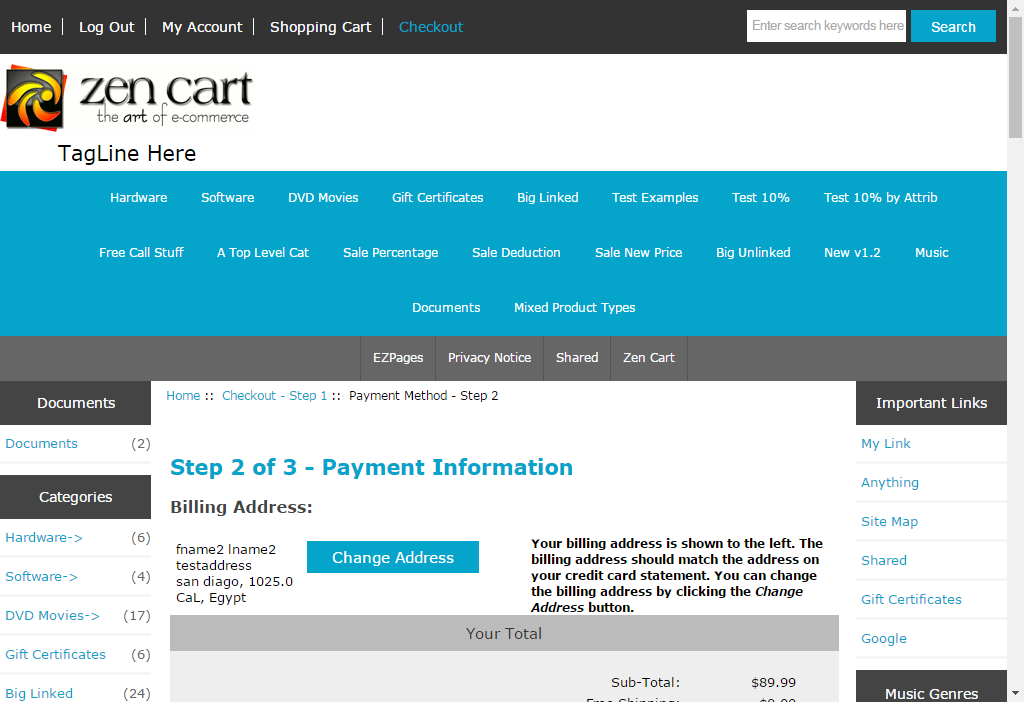 Home Log Out My Account Shopping Cart Checkout Enter search keywords here Search
zen cart
the art of e-commerce
TagLine Here
Hardware Software DVD Movies Gift Certificates Big Linked Test Examples Test 10% Test 10% by Attrib
Free Call Stuff A Top Level Cat Sale Percentage Sale Deduction Sale New Price Big Unlinked New v1.2 Music
Documents Mixed Product Types
EZPages Privacy Notice Shared Zen Cart
Documents
Documents (2)
Categories
Hardware-> (6)
Software-> (4)
DVD Movies-> (17)
Gift Certificates (6)
Big Linked (24)
Home :: Checkout - Step 1 :: Payment Method - Step 2
Step 2 of 3 - Payment Information
Billing Address:
fname2 lname2
testaddress
san diago, 1025.0
CaL, Egypt
Change Address
Your billing address is shown to the left. The
billing address should match the address on
your credit card statement. You can change
the billing address by clicking the Change
Address button.
Your Total
Sub-Total: $89.99
Free Shipping: $0.00
Important Links
My Link
Anything
Site Map
Shared
Gift Certificates
Google
Music Genres